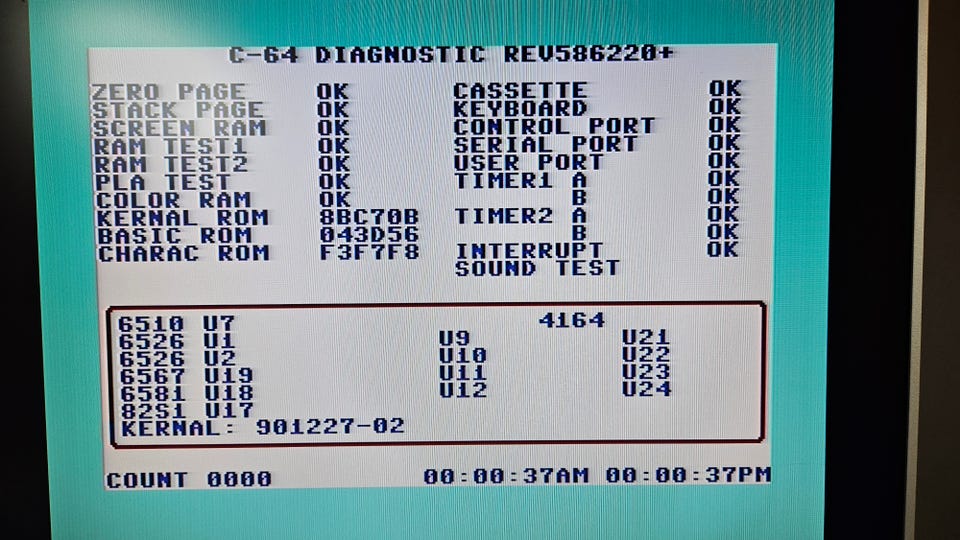 C-64 DIAGNOSTIC REV586220+
ZERO PAGE OK CASSETTE OK
STACK PAGE OK KEYBOARD OK
SCREEN RAM OK CONTROL PORT OK
RAM TEST1 OK SERIAL PORT OK
RAM TEST2 OK USER PORT OK
PLA TEST OK TIMER1 A OK
COLOR RAM OK B OK
KERNAL ROM 8BC70B TIMER2 A OK
BASIC ROM 043D56 B OK
CHARAC ROM F3F7F8 INTERRUPT OK
SOUND TEST
6510 U7 4164
6526 U1 U9 U21
6526 U2 U10 U22
6567 U19 U11 U23
6581 U18 U12 U24
82S1 U17
KERNAL: 901227-02
COUNT 0000 00:00:37AM 00:00:37PM